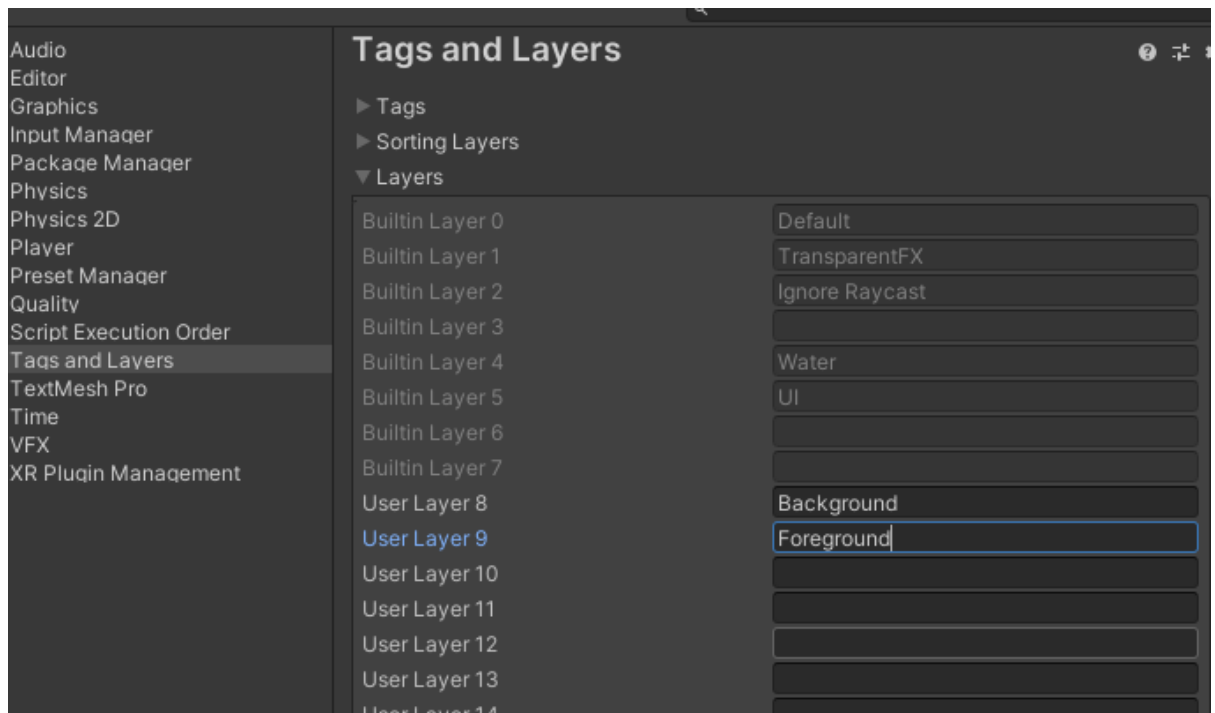 Audio
Editor
Graphics
Input Manager
Package Manager
Physics
Physics 2D
Player
Preset Manager
Quality
Script Execution Order
Tags and Layers
TextMesh Pro
Time
VFX
XR Plugin Management
Tags and Layers
Tags
Sorting Layers
Layers
Builtin Layer 0 Default
Builtin Layer 1 TransparentFX
Builtin Layer 2 Ignore Raycast
Builtin Layer 3
Builtin Layer 4 Water
Builtin Layer 5 UI
Builtin Layer 6
Builtin Layer 7
User Layer 8 Background
User Layer 9 Foreground
User Layer 10
User Layer 11
User Layer 12
User Layer 13
User Layer 14